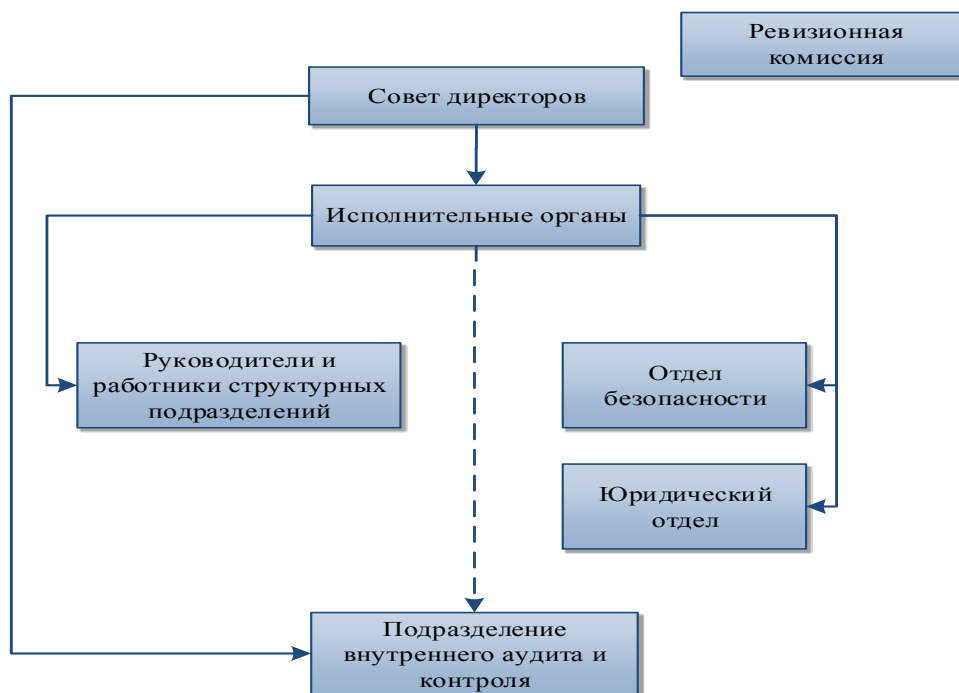 Ревизионная
комиссия
Совет директоров
Исполнительные органы
Руководители и
работники структурных
подразделений
Отдел
безопасности
Юридический
отдел
Подразделение
внутреннего аудита и
контроля